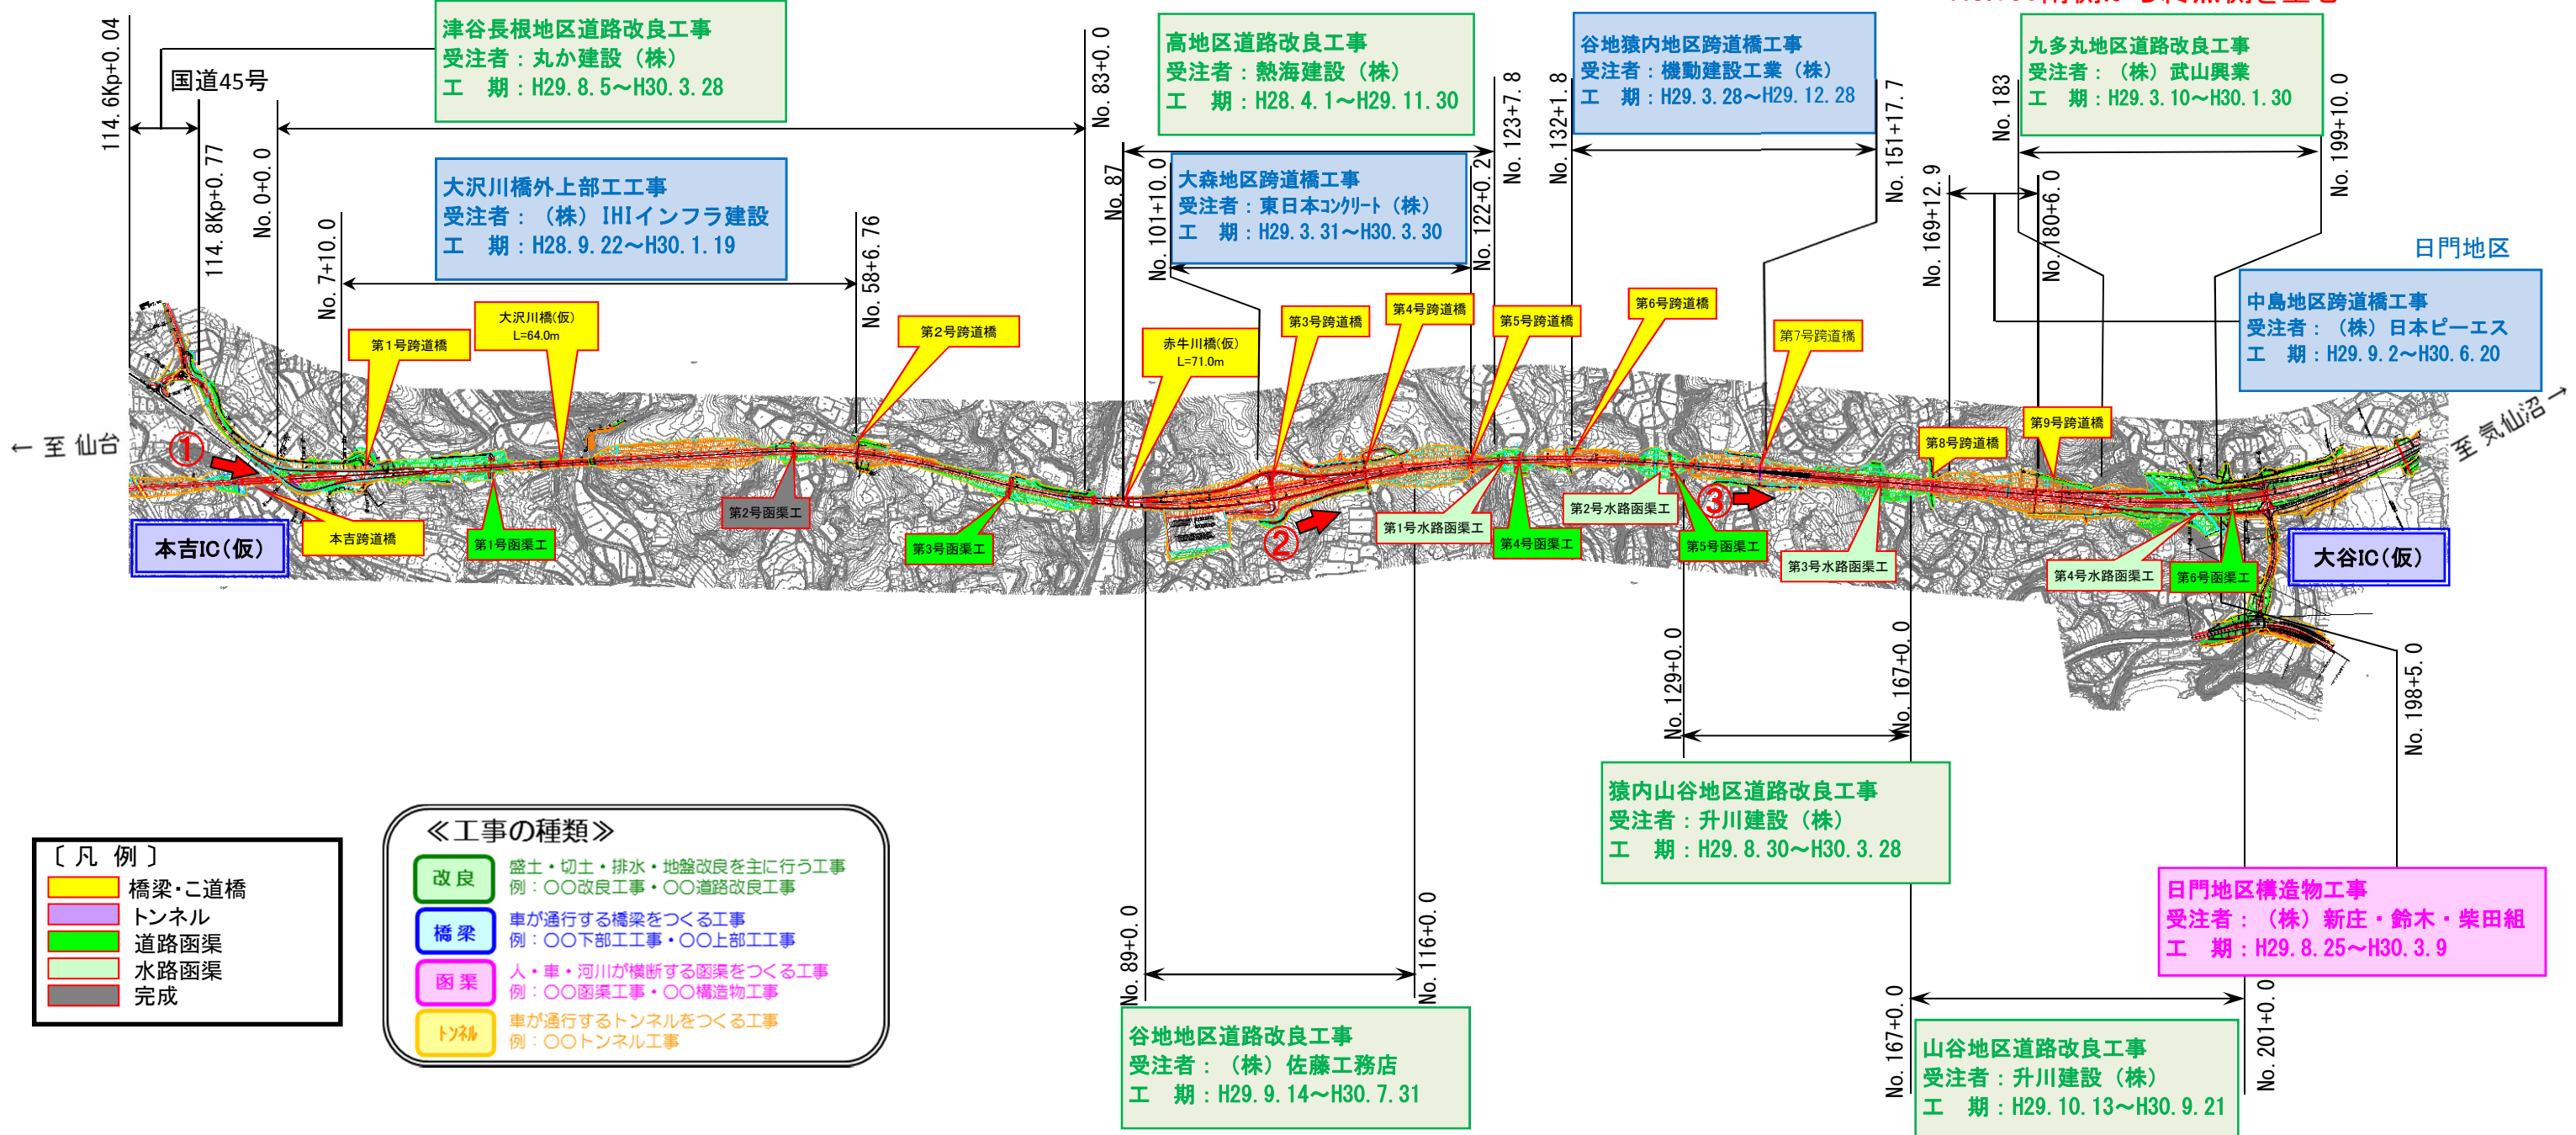 津谷長根地区道路改良工事
受注者：丸か建設（株）
工　期：H29.8.5～H30.3.28
高地区道路改良工事
受注者：熱海建設（株）
工　期：H28.4.1～H29.11.30
谷地猿内地区跨道橋工事
受注者：機動建設工業（株）
工　期：H29.3.28～H29.12.28
九多丸地区道路改良工事
受注者：（株）武山興業
工　期：H29.3.10～H30.1.30
114.6Kp+0.04
国道45号
114.8Kp+0.77
No.0+0.0
No.83+0.0
No.87
No.123+7.8
No.132+1.8
No.151+17.7
No.183
No.199+10.0
大沢川橋外上部工工事
受注者：（株）IHIインフラ建設
工　期：H28.9.22～H30.1.19
大森地区跨道橋工事
受注者：東日本ｺﾝｸﾘｰﾄ（株）
工　期：H29.3.31～H30.3.30
No.7+10.0
No.58+6.76
No.101+10.0
No.122+0.2
No.169+12.9
No.180+6.0
日門地区
中島地区跨道橋工事
受注者：（株）日本ピーエス
工　期：H29.9.2～H30.6.20
第1号跨道橋
大沢川橋(仮)
L=64.0m
第2号跨道橋
赤牛川橋(仮)
L=71.0m
第3号跨道橋
第4号跨道橋
第5号跨道橋
第6号跨道橋
第7号跨道橋
第8号跨道橋
第9号跨道橋
← 至 仙台
至 気仙沼 →
①
②
③
本吉IC(仮)
本吉跨道橋
第1号函渠工
第2号函渠工
第3号函渠工
第1号水路函渠工
第4号函渠工
第2号水路函渠工
第5号函渠工
第3号水路函渠工
第4号水路函渠工
第6号函渠工
大谷IC(仮)
No.129+0.0
No.167+0.0
No.198+5.0
猿内山谷地区道路改良工事
受注者：升川建設（株）
工　期：H29.8.30～H30.3.28
日門地区構造物工事
受注者：（株）新庄・鈴木・柴田組
工　期：H29.8.25～H30.3.9
No.89+0.0
No.116+0.0
谷地地区道路改良工事
受注者：（株）佐藤工務店
工　期：H29.9.14～H30.7.31
No.167+0.0
No.201+0.0
山谷地区道路改良工事
受注者：升川建設（株）
工　期：H29.10.13～H30.9.21
〔 凡 例 〕
橋梁・こ道橋
トンネル
道路函渠
水路函渠
完成
≪工事の種類≫
改良
盛土・切土・排水・地盤改良を主に行う工事
例：○○改良工事・○○道路改良工事
橋梁
車が通行する橋梁をつくる工事
例：○○下部工工事・○○上部工工事
函渠
人・車・河川が横断する函渠をつくる工事
例：○○函渠工事・○○構造物工事
ﾄﾝﾈﾙ
車が通行するトンネルをつくる工事
例：○○トンネル工事